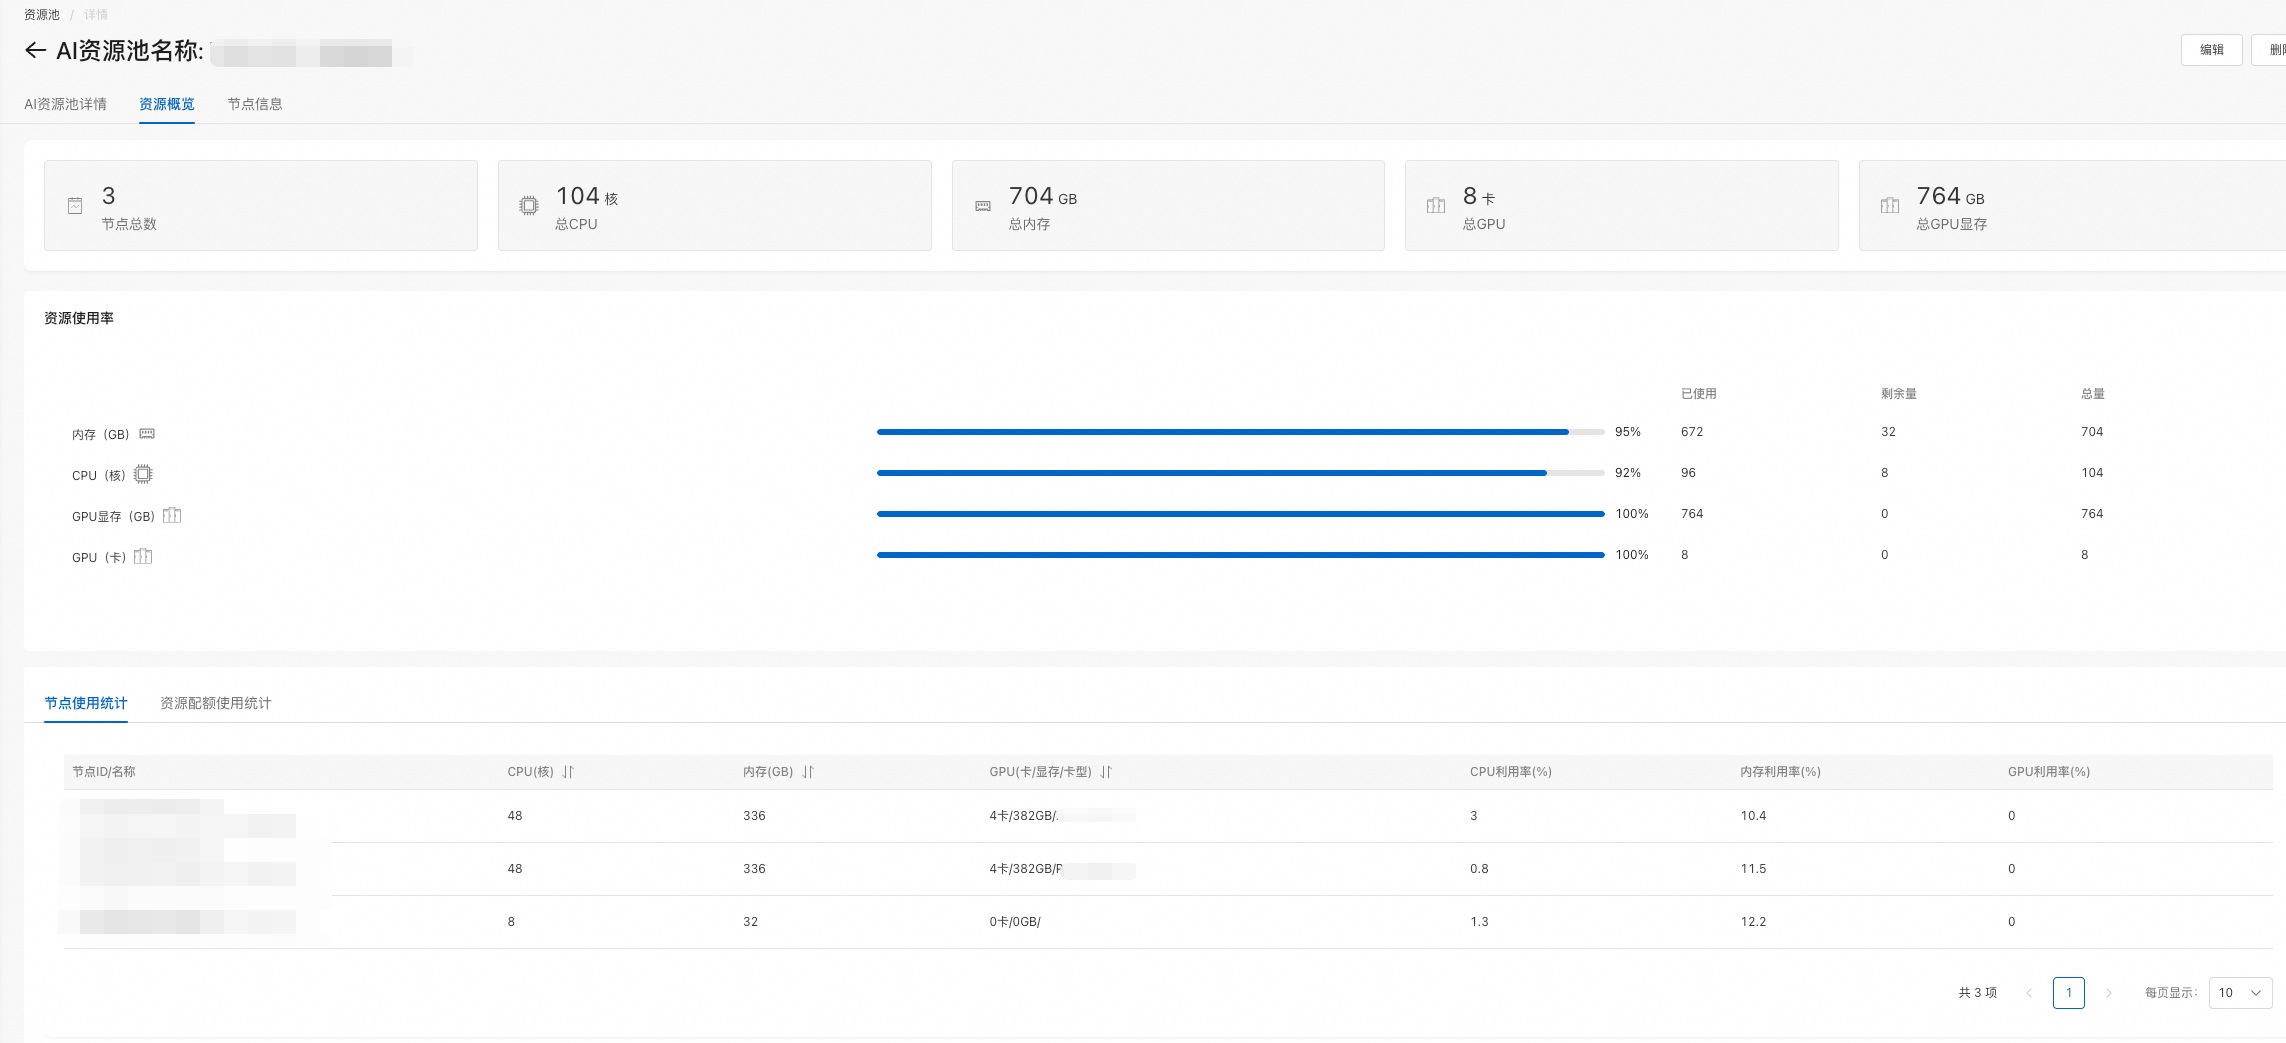 资源池 / 详情
AI资源池名称:
编辑
AI资源池详情 资源概览 节点信息
3
节点总数
104 核
总CPU
704 GB
总内存
8 卡
总GPU
764 GB
总GPU显存
资源使用率
已使用 剩余量 总量
内存（GB） 95% 672 32 704
CPU（核） 92% 96 8 104
GPU显存（GB） 100% 764 0 764
GPU（卡） 100% 8 0 8
节点使用统计 资源配额使用统计
节点ID/名称 CPU(核) 内存(GB) GPU(卡/显存/卡型) CPU利用率(%) 内存利用率(%) GPU利用率(%)
48 336 4卡/382GB/ 3 10.4 0
48 336 4卡/382GB/ 0.8 11.5 0
8 32 0卡/0GB/ 1.3 12.2 0
共 3 项 1 每页显示: 10